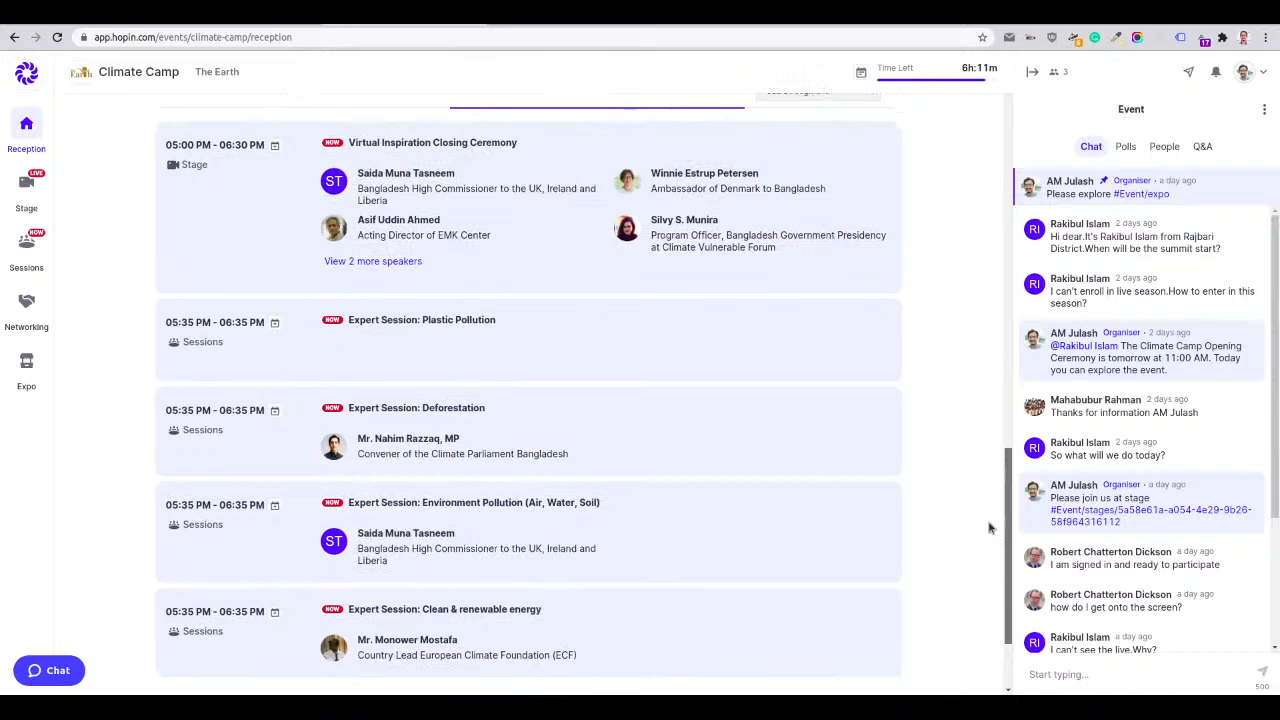 app.hopin.com/events/climate-camp/reception
8
17
Earth
Climate Camp
The Earth
Time Left
6h:11m
3
Reception
LIVE
Stage
NOW
Sessions
Networking
Expo
Chat
05:00 PM - 06:30 PM
Stage
NOW Virtual Inspiration Closing Ceremony
ST
Saida Muna Tasneem
Bangladesh High Commissioner to the UK, Ireland and
Liberia
Winnie Estrup Petersen
Ambassador of Denmark to Bangladesh
Asif Uddin Ahmed
Acting Director of EMK Center
Silvy S. Munira
Program Officer, Bangladesh Government Presidency
at Climate Vulnerable Forum
View 2 more speakers
05:35 PM - 06:35 PM
Sessions
NOW Expert Session: Plastic Pollution
05:35 PM - 06:35 PM
Sessions
NOW Expert Session: Deforestation
Mr. Nahim Razzaq, MP
Convener of the Climate Parliament Bangladesh
05:35 PM - 06:35 PM
Sessions
NOW Expert Session: Environment Pollution (Air, Water, Soil)
ST
Saida Muna Tasneem
Bangladesh High Commissioner to the UK, Ireland and
Liberia
05:35 PM - 06:35 PM
Sessions
NOW Expert Session: Clean & renewable energy
Mr. Monower Mostafa
Country Lead European Climate Foundation (ECF)
Event
Chat Polls People Q&A
AM Julash Organiser • a day ago
Please explore #Event/expo
RI
Rakibul Islam 2 days ago
Hi dear.It's Rakibul Islam from Rajbari
District.When will be the summit start?
RI
Rakibul Islam 2 days ago
I can't enroll in live season.How to enter in this
season?
AM Julash Organiser • 2 days ago
@Rakibul Islam The Climate Camp Opening
Ceremony is tomorrow at 11:00 AM. Today
you can explore the event.
Mahabubur Rahman 2 days ago
Thanks for information AM Julash
RI
Rakibul Islam 2 days ago
So what will we do today?
AM Julash Organiser • a day ago
Please join us at stage
#Event/stages/5a58e61a-a054-4e29-9b26-
58f964316112
Robert Chatterton Dickson a day ago
I am signed in and ready to participate
Robert Chatterton Dickson a day ago
how do I get onto the screen?
RI
Rakibul Islam a day ago
I can't see the live.Why?
Start typing...
500